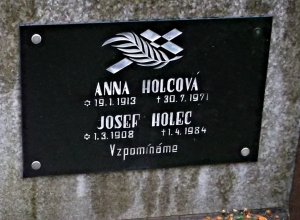 ANNA HOLCOVÁ
✩ 19.1.1913 † 30.7.1971
JOSEF HOLEC
✩ 1.3.1908 † 1.4.1984
Vzpomínáme